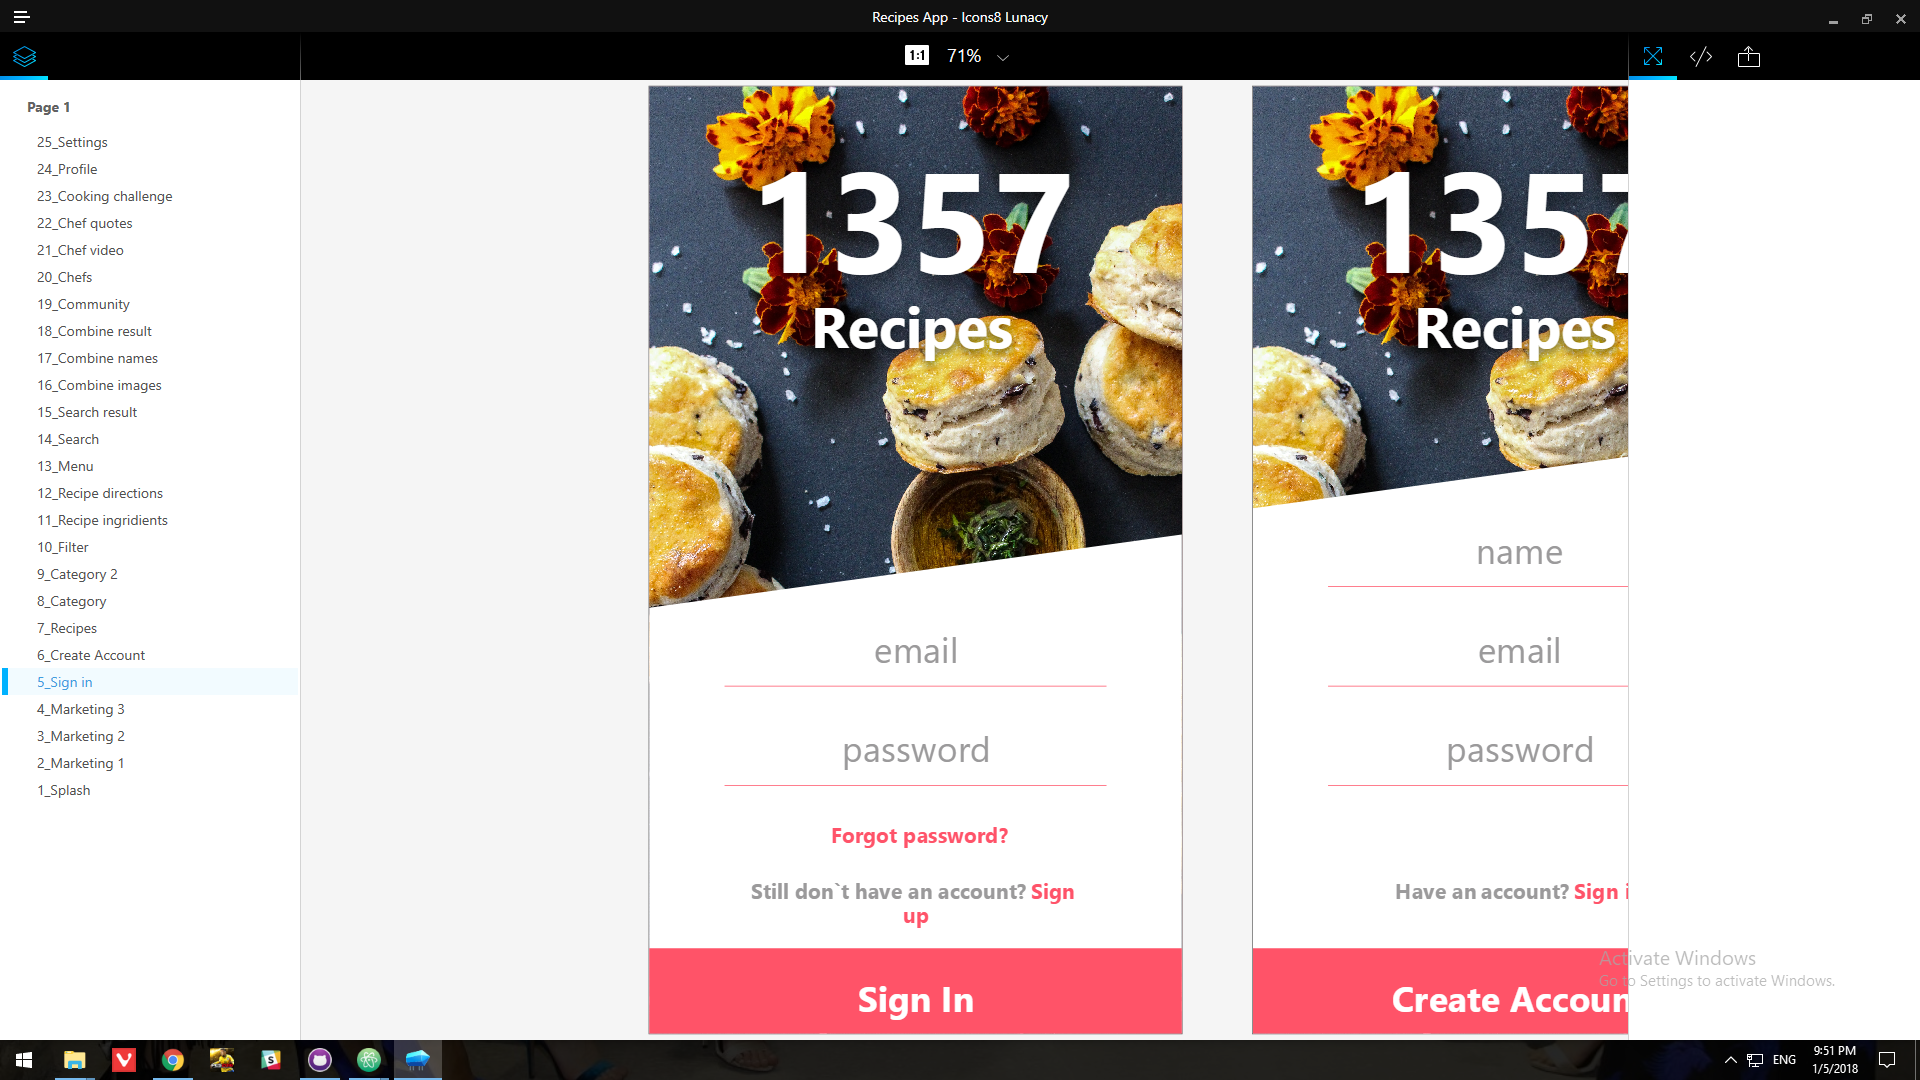 Recipes App - Icons8 Lunacy
1:1 71%
Page 1
25_Settings
24_Profile
23_Cooking challenge
22_Chef quotes
21_Chef video
20_Chefs
19_Community
18_Combine result
17_Combine names
16_Combine images
15_Search result
14_Search
13_Menu
12_Recipe directions
11_Recipe ingridients
10_Filter
9_Category 2
8_Category
7_Recipes
6_Create Account
5_Sign in
4_Marketing 3
3_Marketing 2
2_Marketing 1
1_Splash
1357
Recipes
email
password
Forgot password?
Still don`t have an account? Sign
up
Sign In
1357
Recipes
name
email
password
Have an account? Sign i
Create Accoun
Activate Windows
Go to Settings to activate Windows.
ENG
9:51 PM
1/5/2018